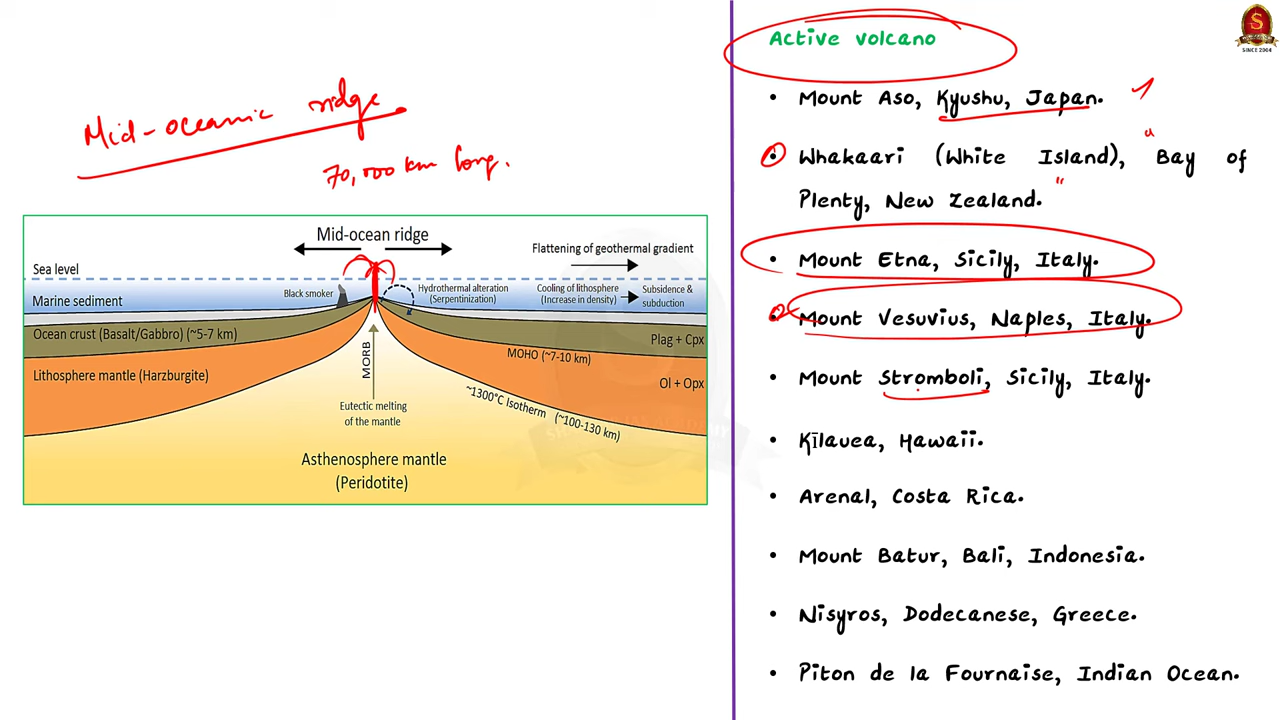 Mid-oceanic ridge
70,000 km long.
Mid-ocean ridge
Flattening of geothermal gradient
Sea level
Marine sediment
Black smoker
Hydrothermal alteration
(Serpentinization)
Cooling of lithosphere
(Increase in density)
Subsidence &
subduction
Ocean crust (Basalt/Gabbro) (~5-7 km)
Plag + Cpx
MOHO (~7-10 km)
MORB
Lithosphere mantle (Harzburgite)
Ol + Opx
~1300°C Isotherm (~100-130 km)
Eutectic melting
of the mantle
Asthenosphere mantle
(Peridotite)
Active volcano
• Mount Aso, Kyushu, Japan.
• Whakaari (White Island), Bay of
Plenty, New Zealand.
• Mount Etna, Sicily, Italy.
• Mount Vesuvius, Naples, Italy.
• Mount Stromboli, Sicily, Italy.
• Kīlauea, Hawaii.
• Arenal, Costa Rica.
• Mount Batur, Bali, Indonesia.
• Nisyros, Dodecanese, Greece.
• Piton de la Fournaise, Indian Ocean.
S
SINCE 2004